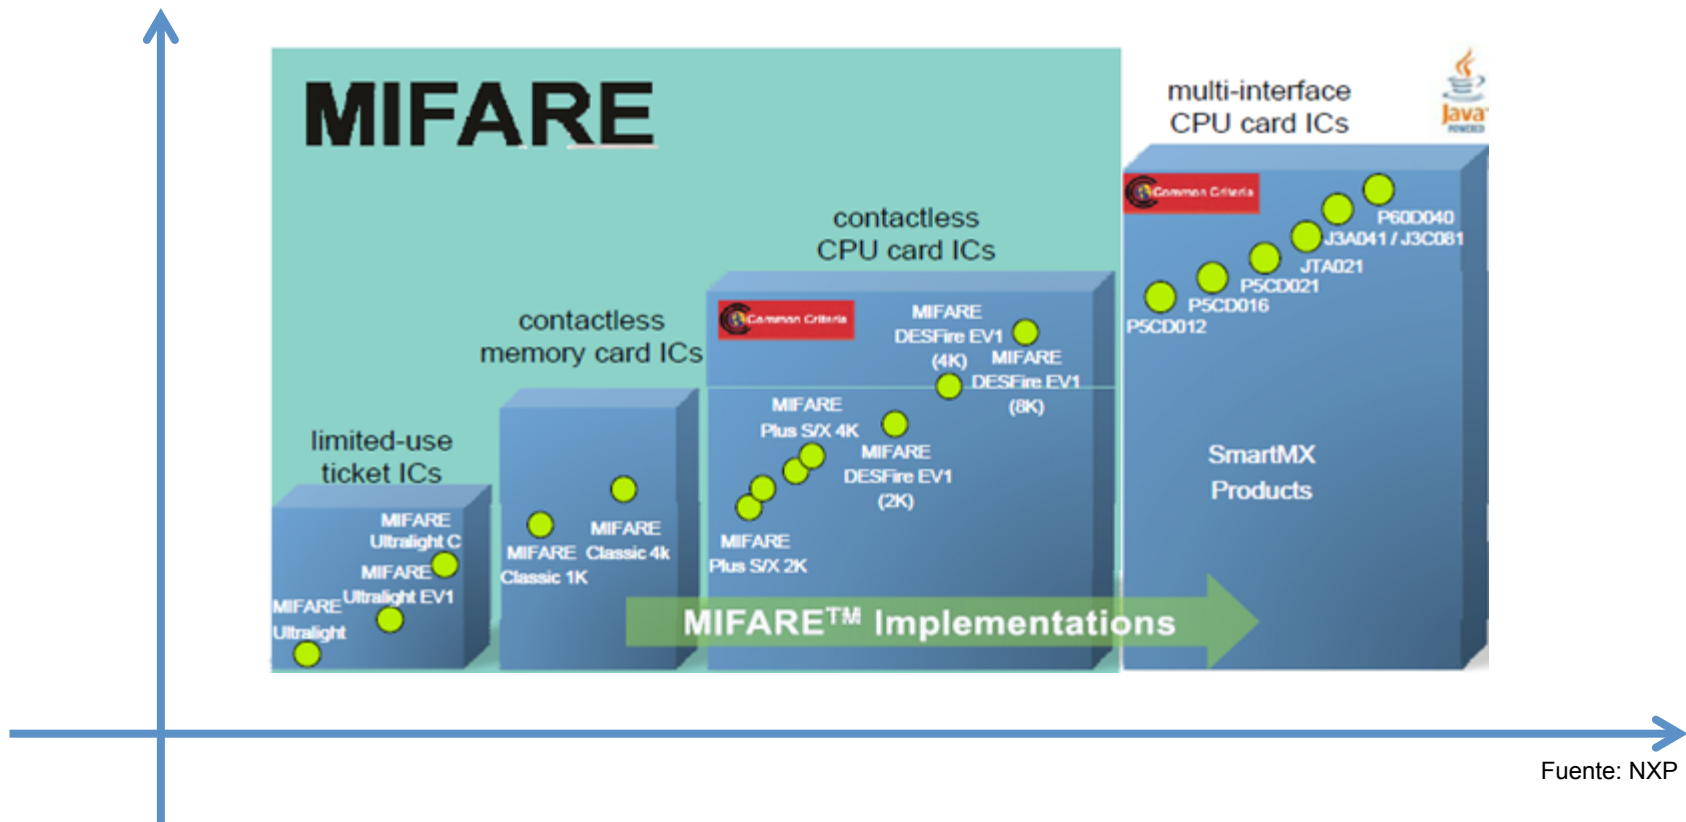 MIFARE
multi-interface
CPU card ICs
Java
POWERED
contactless
CPU card ICs
contactless
memory card ICs
limited-use
ticket ICs
Common Criteria
P60D040
J3A041 / J3C081
JTA021
P5CD021
P5CD016
P5CD012
SmartMX
Products
Common Criteria
MIFARE
DESFire EV1
(4K)
MIFARE
DESFire EV1
(8K)
MIFARE
Plus S/X 4K
MIFARE
DESFire EV1
(2K)
MIFARE
Plus S/X 2K
MIFARE
Classic 4k
MIFARE
Classic 1K
MIFARE
Ultralight C
MIFARE
Ultralight EV1
MIFARE
Ultralight
MIFARE™ Implementations
Fuente: NXP